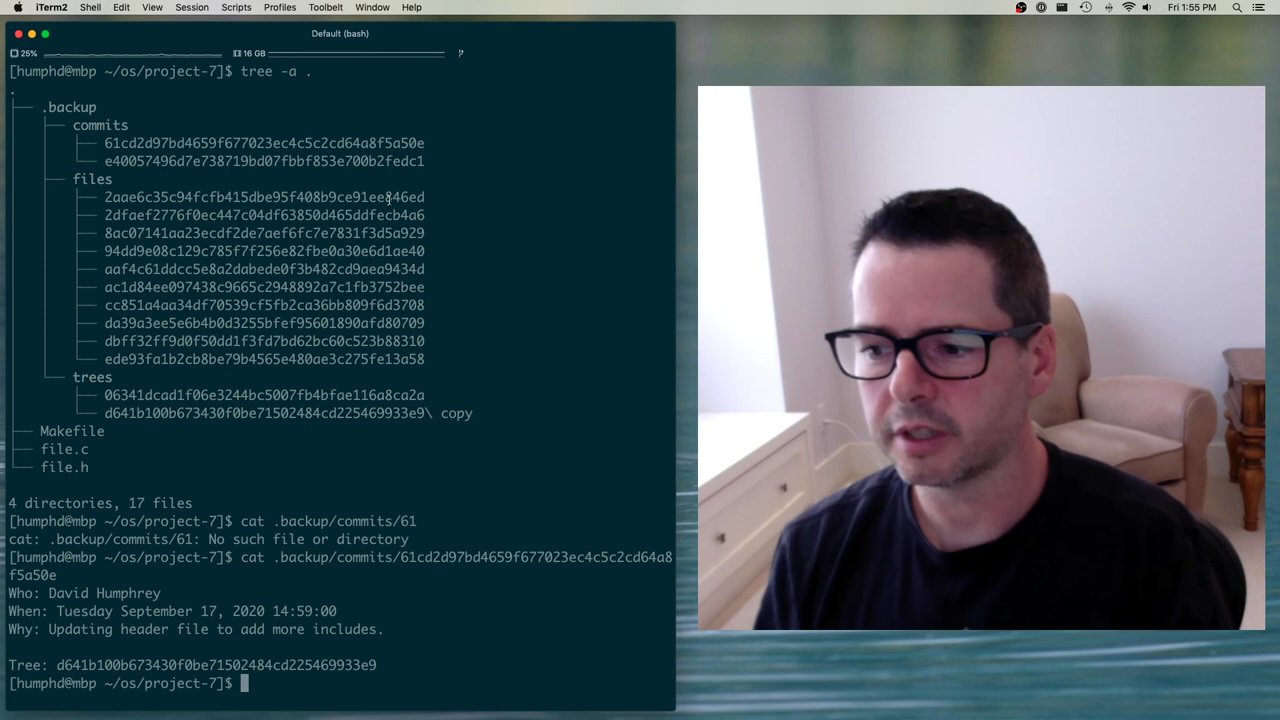 iTerm2 Shell Edit View Session Scripts Profiles Toolbelt Window Help Fri 1:55 PM
Default (bash)
25% 16 GB
[humphd@mbp ~/os/project-7]$ tree -a .
.
├── .backup
│   ├── commits
│   │   ├── 61cd2d97bd4659f677023ec4c5c2cd64a8f5a50e
│   │   └── e40057496d7e738719bd07fbbf853e700b2fedc1
│   ├── files
│   │   ├── 2aae6c35c94fcfb415dbe95f408b9ce91ee846ed
│   │   ├── 2dfaef2776f0ec447c04df63850d465ddfecb4a6
│   │   ├── 8ac07141aa23ecdf2de7aef6fc7e7831f3d5a929
│   │   ├── 94dd9e08c129c785f7f256e82fbe0a30e6d1ae40
│   │   ├── aaf4c61ddcc5e8a2dabede0f3b482cd9aea9434d
│   │   ├── ac1d84ee097438c9665c2948892a7c1fb3752bee
│   │   ├── cc851a4aa34df70539cf5fb2ca36bb809f6d3708
│   │   ├── da39a3ee5e6b4b0d3255bfef95601890afd80709
│   │   ├── dbff32ff9d0f50dd1f3fd7bd62bc60c523b88310
│   │   └── ede93fa1b2cb8be79b4565e480ae3c275fe13a58
│   └── trees
│       ├── 06341dcad1f06e3244bc5007fb4bfae116a8ca2a
│       └── d641b100b673430f0be71502484cd225469933e9\ copy
├── Makefile
├── file.c
└── file.h
4 directories, 17 files
[humphd@mbp ~/os/project-7]$ cat .backup/commits/61
cat: .backup/commits/61: No such file or directory
[humphd@mbp ~/os/project-7]$ cat .backup/commits/61cd2d97bd4659f677023ec4c5c2cd64a8
f5a50e
Who: David Humphrey
When: Tuesday September 17, 2020 14:59:00
Why: Updating header file to add more includes.
Tree: d641b100b673430f0be71502484cd225469933e9
[humphd@mbp ~/os/project-7]$